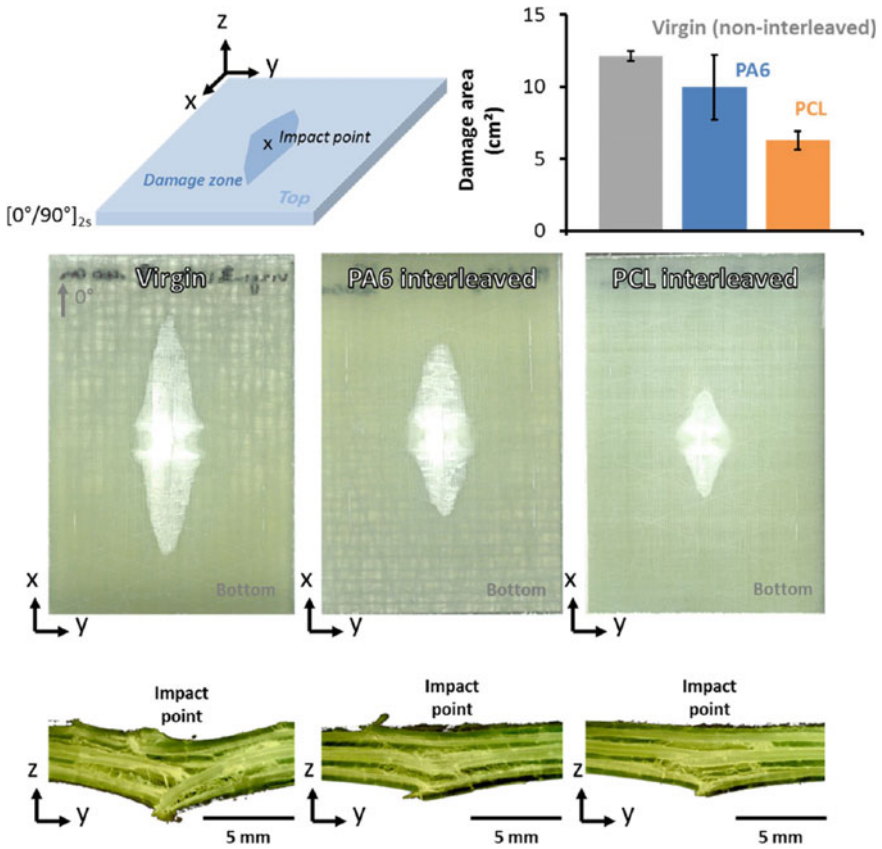 z
y
x
Impact point
x
Damage zone
Top
[0°/90°]2s
Virgin (non-interleaved)
PA6
PCL
Damage area
(cm²)
15
10
5
0
Virgin
0°
Bottom
x
y
PA6 interleaved
Bottom
x
y
PCL interleaved
Bottom
x
y
Impact
point
z
y
5 mm
Impact
point
z
y
5 mm
Impact
point
z
y
5 mm